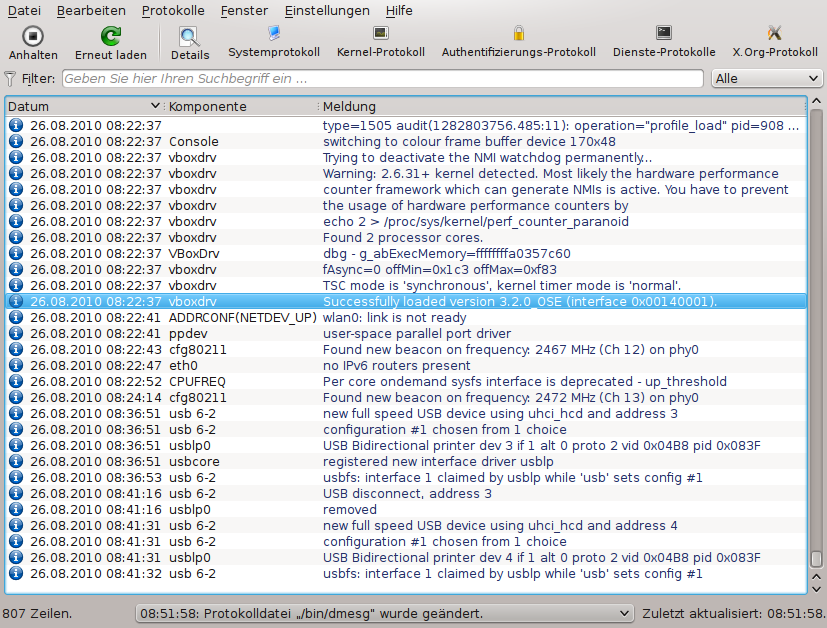 Datei Bearbeiten Protokolle Fenster Einstellungen Hilfe
Anhalten Erneut laden Details Systemprotokoll Kernel-Protokoll Authentifizierungs-Protokoll Dienste-Protokolle X.Org-Protokoll
Filter: Geben Sie hier Ihren Suchbegriff ein ... Alle
Datum Komponente Meldung
26.08.2010 08:22:37 type=1505 audit(1282803756.485:11): operation="profile_load" pid=908 ...
26.08.2010 08:22:37 Console switching to colour frame buffer device 170x48
26.08.2010 08:22:37 vboxdrv Trying to deactivate the NMI watchdog permanently...
26.08.2010 08:22:37 vboxdrv Warning: 2.6.31+ kernel detected. Most likely the hardware performance
26.08.2010 08:22:37 vboxdrv counter framework which can generate NMIs is active. You have to prevent
26.08.2010 08:22:37 vboxdrv the usage of hardware performance counters by
26.08.2010 08:22:37 vboxdrv echo 2 > /proc/sys/kernel/perf_counter_paranoid
26.08.2010 08:22:37 vboxdrv Found 2 processor cores.
26.08.2010 08:22:37 VBoxDrv dbg - g_abExecMemory=ffffffffa0357c60
26.08.2010 08:22:37 vboxdrv fAsync=0 offMin=0x1c3 offMax=0xf83
26.08.2010 08:22:37 vboxdrv TSC mode is 'synchronous', kernel timer mode is 'normal'.
26.08.2010 08:22:37 vboxdrv Successfully loaded version 3.2.0_OSE (interface 0x00140001).
26.08.2010 08:22:41 ADDRCONF(NETDEV_UP) wlan0: link is not ready
26.08.2010 08:22:41 ppdev user-space parallel port driver
26.08.2010 08:22:43 cfg80211 Found new beacon on frequency: 2467 MHz (Ch 12) on phy0
26.08.2010 08:22:47 eth0 no IPv6 routers present
26.08.2010 08:22:52 CPUFREQ Per core ondemand sysfs interface is deprecated - up_threshold
26.08.2010 08:24:14 cfg80211 Found new beacon on frequency: 2472 MHz (Ch 13) on phy0
26.08.2010 08:36:51 usb 6-2 new full speed USB device using uhci_hcd and address 3
26.08.2010 08:36:51 usb 6-2 configuration #1 chosen from 1 choice
26.08.2010 08:36:51 usblp0 USB Bidirectional printer dev 3 if 1 alt 0 proto 2 vid 0x04B8 pid 0x083F
26.08.2010 08:36:51 usbcore registered new interface driver usblp
26.08.2010 08:36:53 usb 6-2 usbfs: interface 1 claimed by usblp while 'usb' sets config #1
26.08.2010 08:41:16 usb 6-2 USB disconnect, address 3
26.08.2010 08:41:16 usblp0 removed
26.08.2010 08:41:31 usb 6-2 new full speed USB device using uhci_hcd and address 4
26.08.2010 08:41:31 usb 6-2 configuration #1 chosen from 1 choice
26.08.2010 08:41:31 usblp0 USB Bidirectional printer dev 4 if 1 alt 0 proto 2 vid 0x04B8 pid 0x083F
26.08.2010 08:41:32 usb 6-2 usbfs: interface 1 claimed by usblp while 'usb' sets config #1
807 Zeilen. 08:51:58: Protokolldatei „/bin/dmesg“ wurde geändert. Zuletzt aktualisiert: 08:51:58.